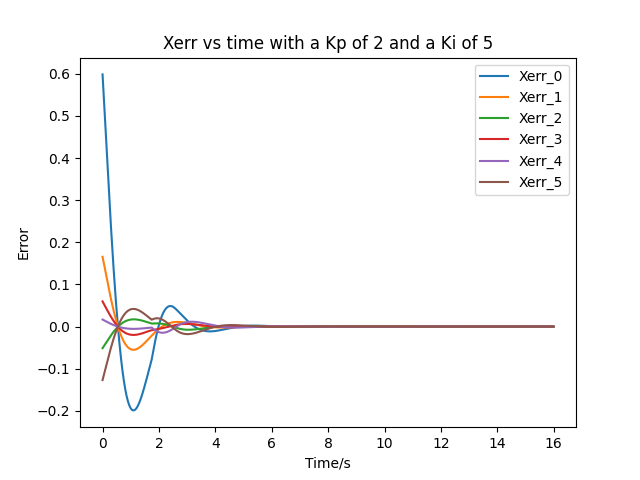 Xerr vs time with a Kp of 2 and a Ki of 5
Xerr_0
Xerr_1
Xerr_2
Xerr_3
Xerr_4
Xerr_5
0.6
0.5
0.4
0.3
0.2
0.1
0.0
−0.1
−0.2
Error
0 2 4 6 8 10 12 14 16
Time/s